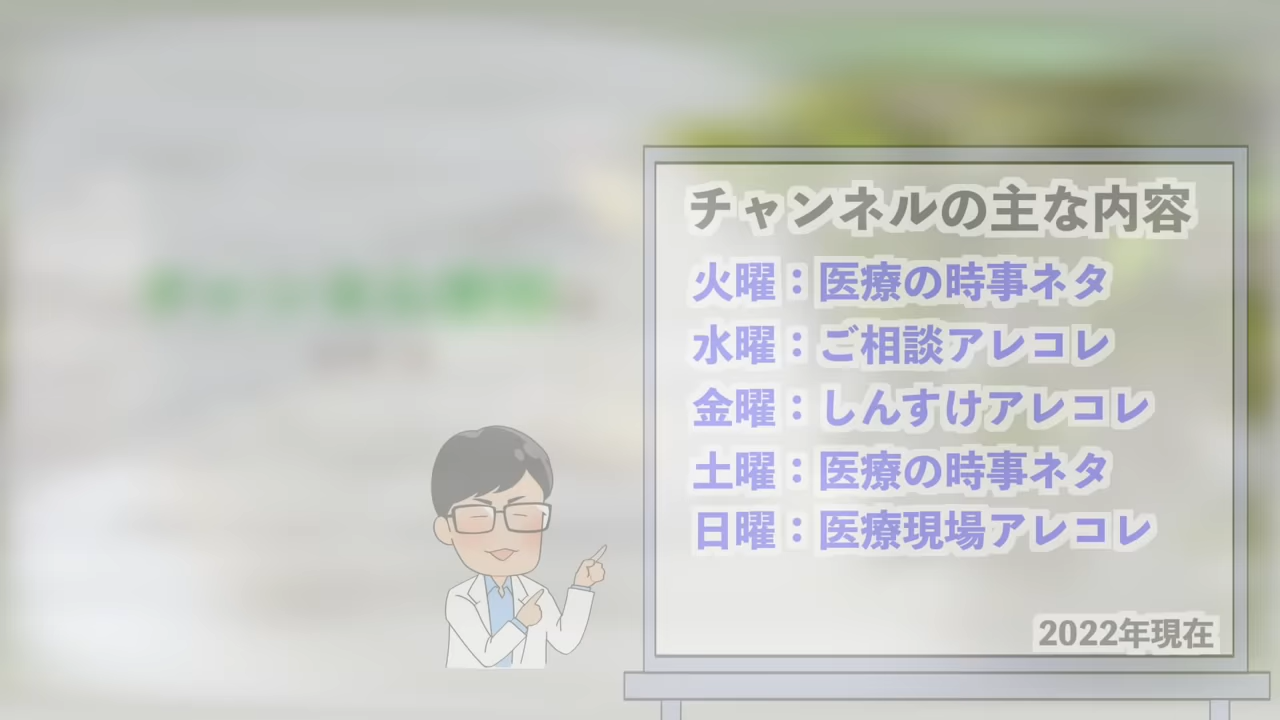 チャンネルの主な内容
火曜：医療の時事ネタ
水曜：ご相談アレコレ
金曜：しんすけアレコレ
土曜：医療の時事ネタ
日曜：医療現場アレコレ
2022年現在